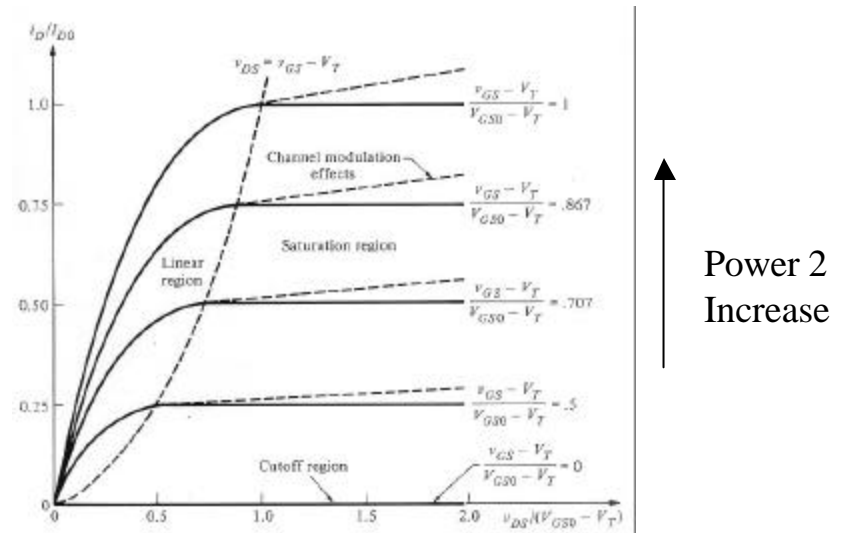 i_D/I_D0
v_DS = v_GS − V_T
1.0
v_GS − V_T
V_GS0 − V_T = 1
Channel modulation
effects
0.75
v_GS − V_T
V_GS0 − V_T = .867
Linear
region
Saturation region
Power 2
Increase
0.50
v_GS − V_T
V_GS0 − V_T = .707
0.25
v_GS − V_T
V_GS0 − V_T = .5
Cutoff region
v_GS − V_T
V_GS0 − V_T = 0
0
0 0.5 1.0 1.5 2.0 v_DS/(V_GS0 − V_T)